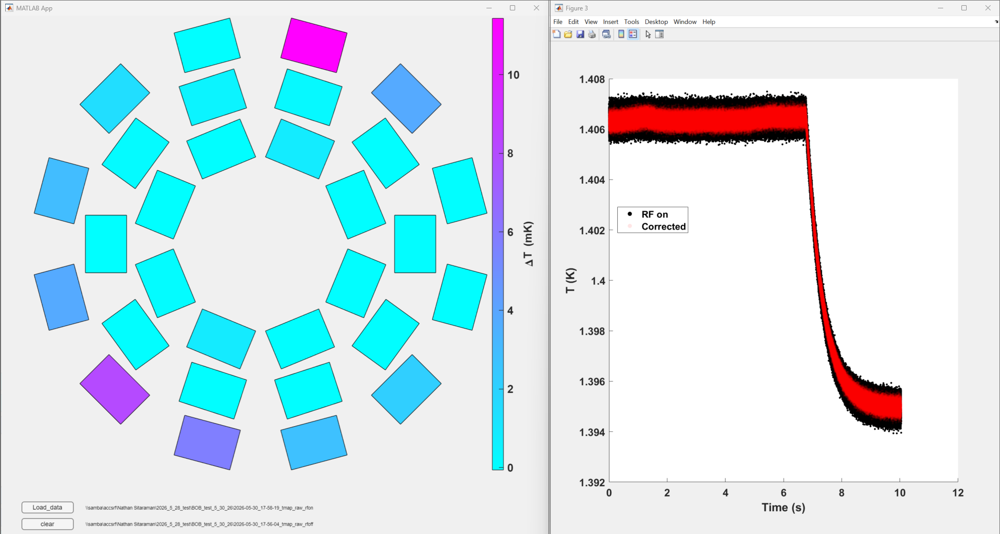 MATLAB App
10
8
6
4
2
0
ΔT (mK)
Load_data
\\samba\accsrf\Nathan Sitaraman\2026_5_28_test\BOB_test_5_30_26\2026-05-30_17-58-19_tmap_raw_rfon
clear
\\samba\accsrf\Nathan Sitaraman\2026_5_28_test\BOB_test_5_30_26\2026-05-30_17-56-04_tmap_raw_rfoff
Figure 3
File Edit View Insert Tools Desktop Window Help
1.408
1.406
1.404
1.402
1.4
1.398
1.396
1.394
1.392
T (K)
RF on
Corrected
0 2 4 6 8 10 12
Time (s)